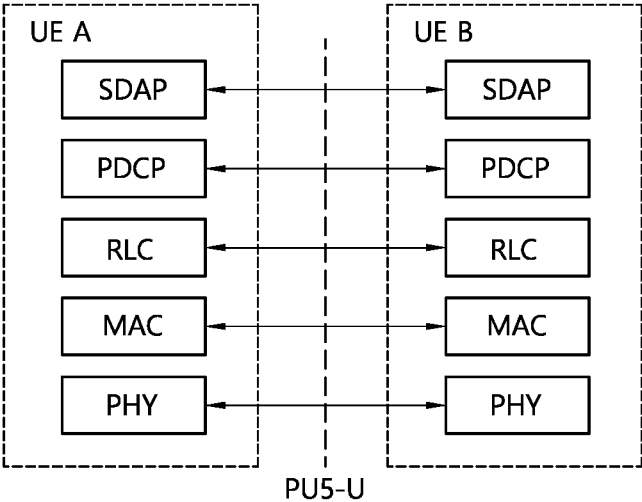 UE A
UE B
SDAP
SDAP
PDCP
PDCP
RLC
RLC
MAC
MAC
PHY
PHY
PU5-U